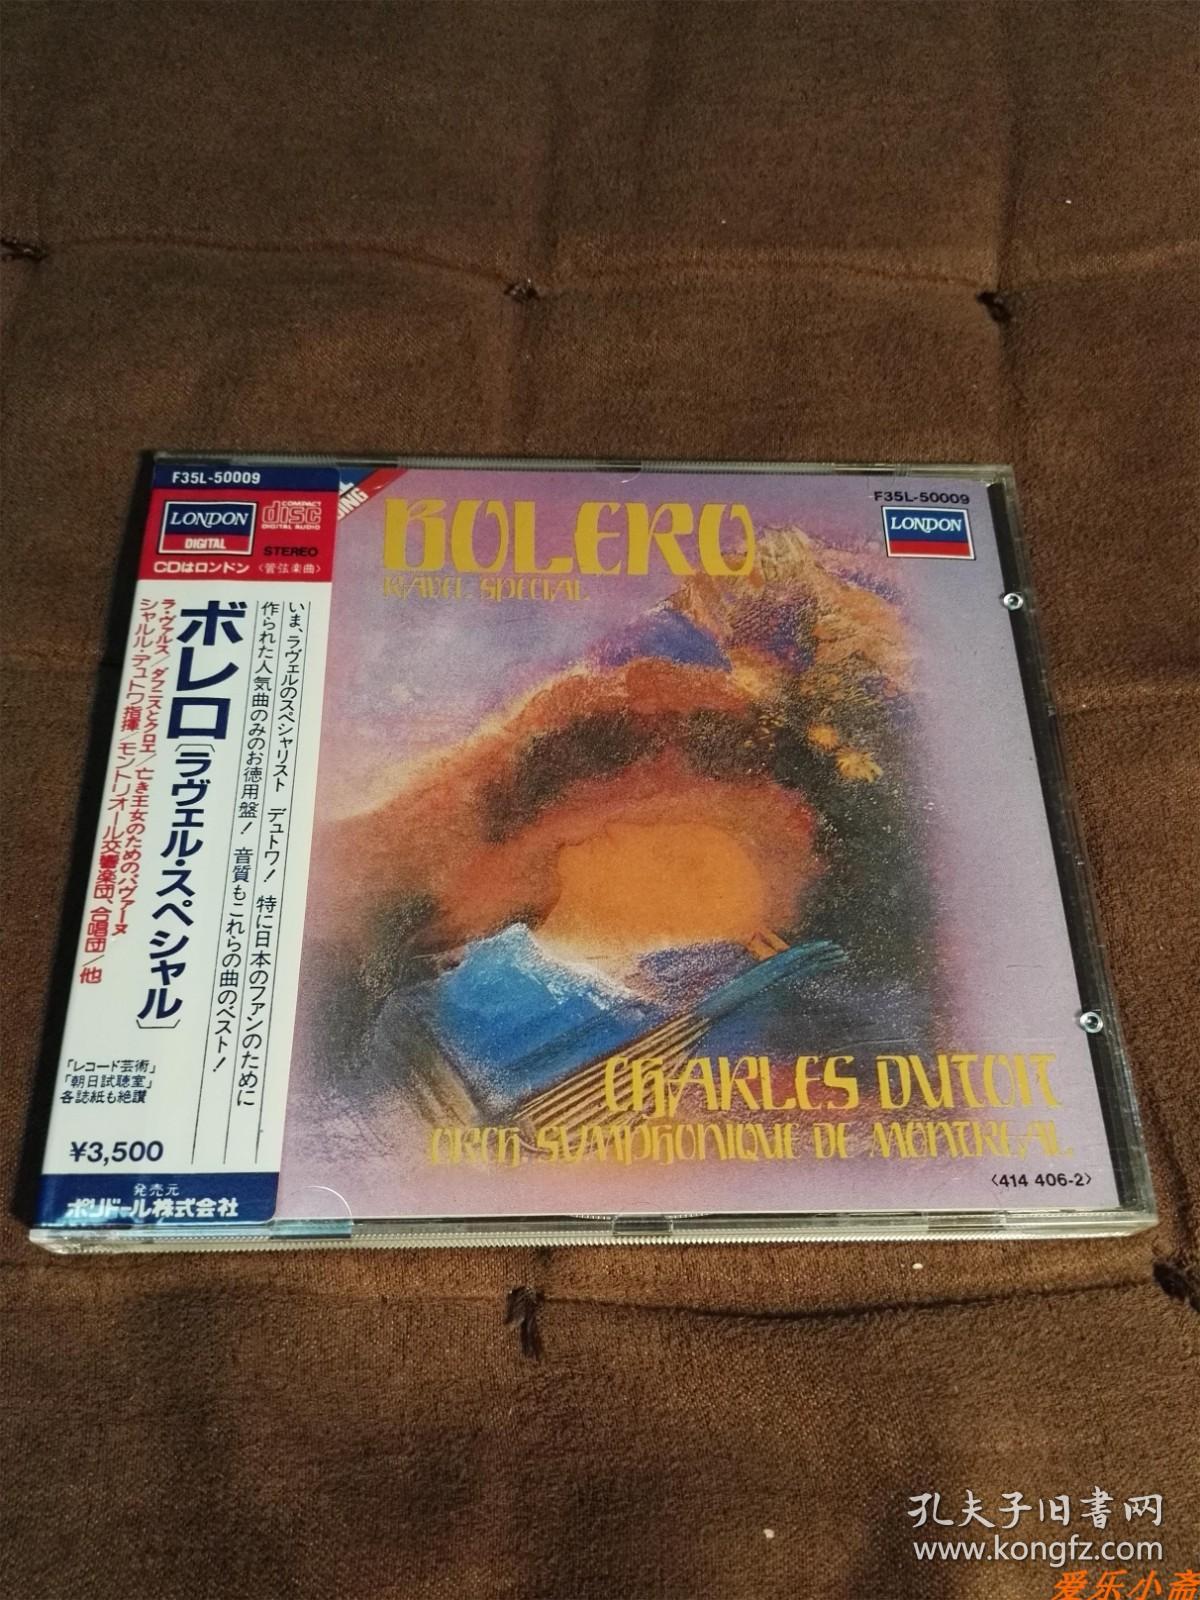 F35L-50009
LONDON
DIGITAL
COMPACT
disc
DIGITAL AUDIO
STEREO
CDはロンドン〈管弦楽曲〉
いま、ラヴェルのスペシャリスト デュトワ! 特に日本のファンのために
作られた人気曲のみのお徳用盤! 音質もこれらの曲のベスト!
ボレロ〔ラヴェル・スペシャル〕
ラ・ヴァルス/ダフニスとクロエ/亡き王女のためのパヴァーヌ
シャルル・デュトワ指揮/モントリオール交響楽団、合唱団/他
「レコード芸術」
「朝日試聴室」
各誌紙も絶讃
¥3,500
発売元
ポリドール株式会社
BOLERO
RAVEL SPECIAL
F35L-50009
LONDON
CHARLES DUTOIT
ORCH. SYMPHONIQUE DE MONTREAL
〈414 406-2〉
孔夫子旧书网
www.kongfz.com
爱乐小斋